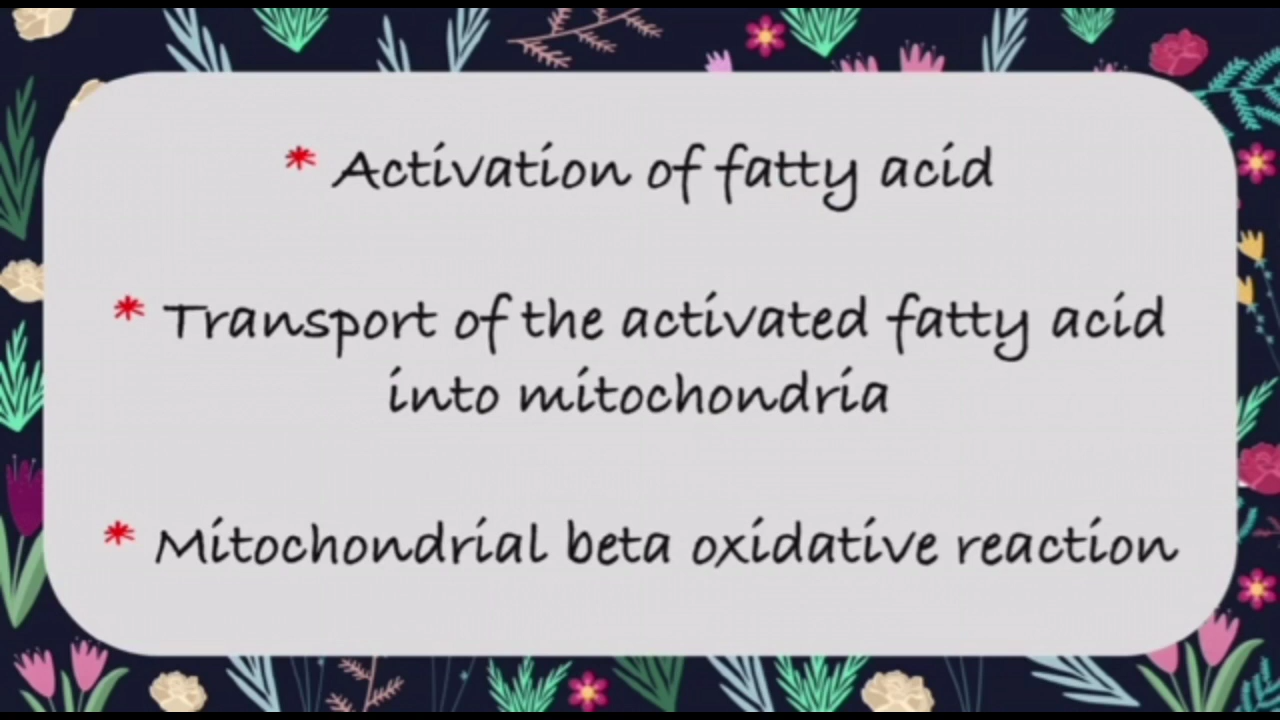 * Activation of fatty acid
* Transport of the activated fatty acid
into mitochondria
* Mitochondrial beta oxidative reaction